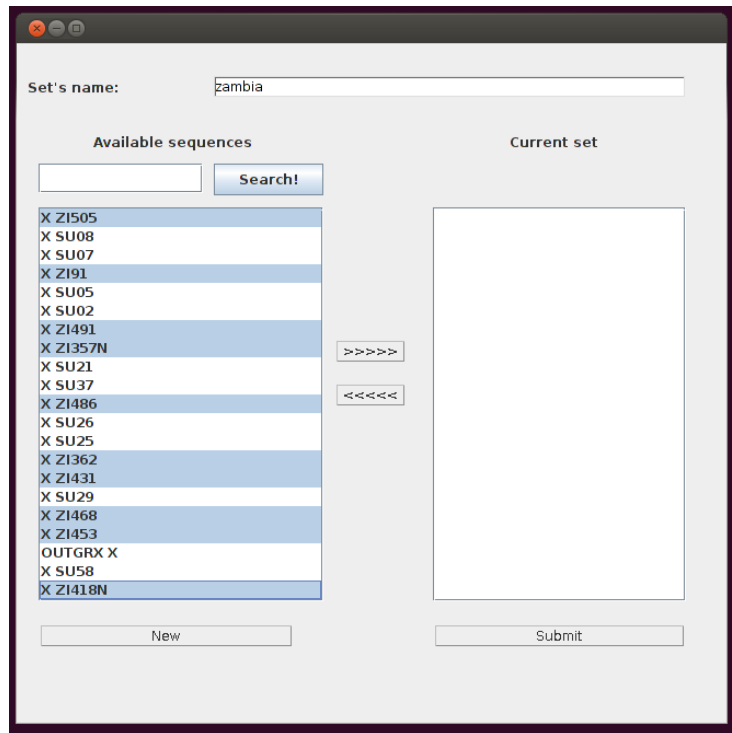 Set's name:
zambia
Available sequences
Current set
Search!
X ZI505
X SU08
X SU07
X ZI91
X SU05
X SU02
X ZI491
X ZI357N
X SU21
X SU37
X ZI486
X SU26
X SU25
X ZI362
X ZI431
X SU29
X ZI468
X ZI453
OUTGRX X
X SU58
X ZI418N
>>>>>
<<<<<
New
Submit